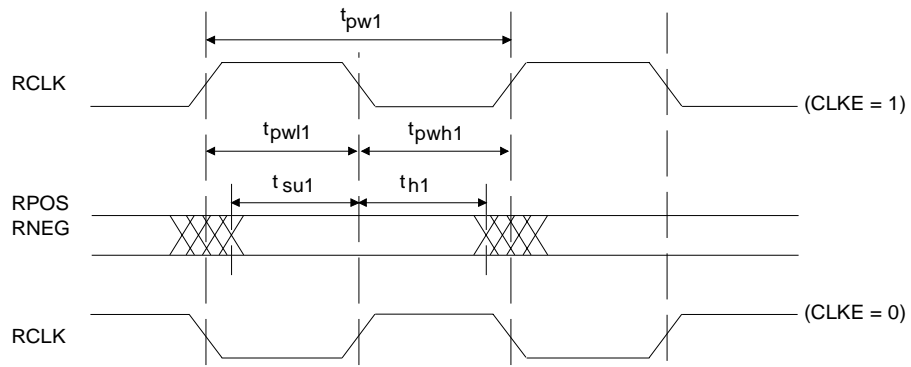 tpw1
RCLK
(CLKE = 1)
tpwl1
tpwh1
tsu1
th1
RPOS
RNEG
(CLKE = 0)
RCLK